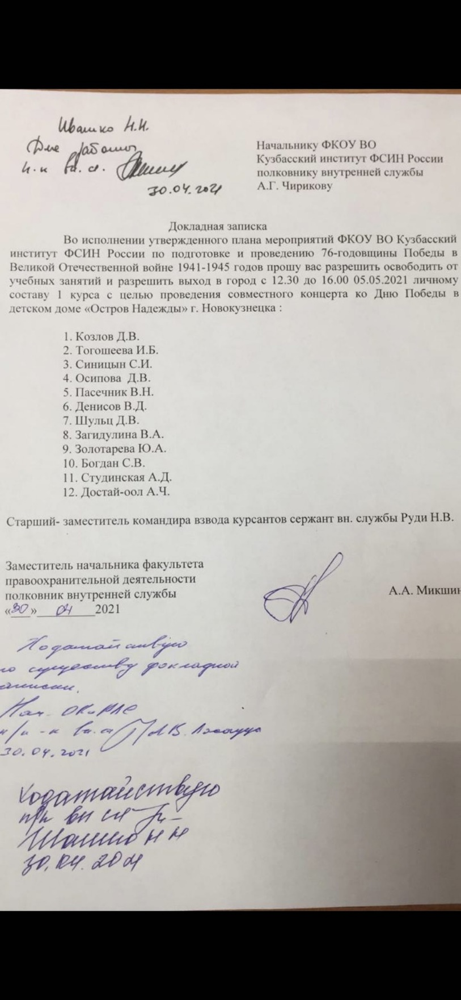 Ивашко Н.Н.
Для работы
п-к вн. с.
30.04.2021
Начальнику ФКОУ ВО
Кузбасский институт ФСИН России
полковнику внутренней службы
А.Г. Чирикову
Докладная записка
Во исполнении утвержденного плана мероприятий ФКОУ ВО Кузбасский
институт ФСИН России по подготовке и проведению 76-годовщины Победы в
Великой Отечественной войне 1941-1945 годов прошу вас разрешить освободить от
учебных занятий и разрешить выход в город с 12.30 до 16.00 05.05.2021 личному
составу 1 курса с целью проведения совместного концерта ко Дню Победы в
детском доме «Остров Надежды» г. Новокузнецка :
1. Козлов Д.В.
2. Тогошеева И.Б.
3. Синицын С.И.
4. Осипова Д.В.
5. Пасечник В.Н.
6. Денисов В.Д.
7. Шульц Д.В.
8. Загидулина В.А.
9. Золотарева Ю.А.
10. Богдан С.В.
11. Студинская А.Д.
12. Достай-оол А.Ч.
Старший- заместитель командира взвода курсантов сержант вн. службы Руди Н.В.
Заместитель начальника факультета
правоохранительной деятельности
полковник внутренней службы
А.А. Микшин
«30» 04 2021
Ходатайствую
по существу докладной
записки.
Нач. ОКиРЛС
п/п-к вн. сл
30.04.2021
Ходатайствую
п/п-к вн сл
30.04.2021